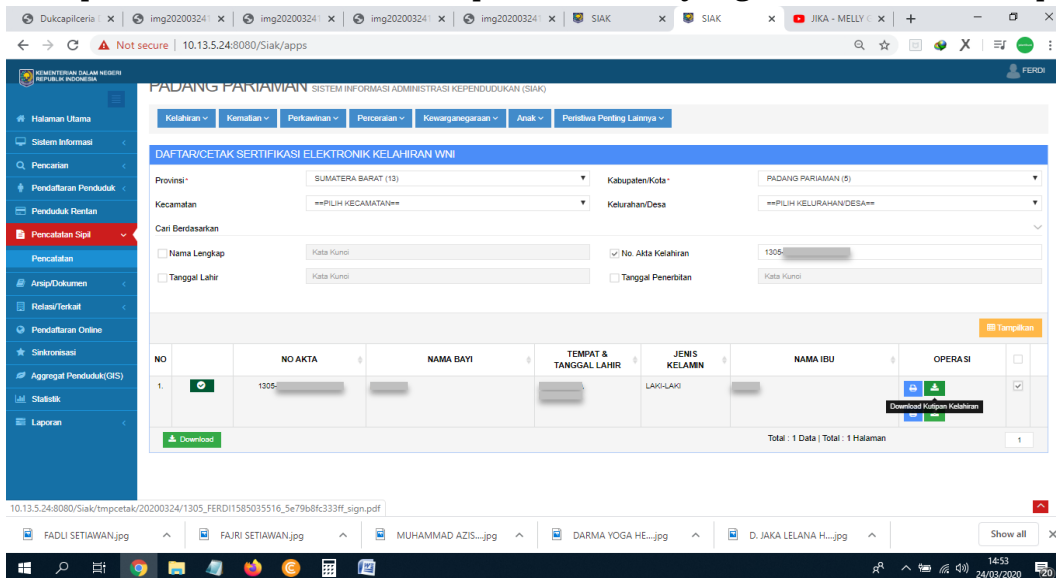 Dukcapilceria
img20200324
img20200324
img20200324
img20200324
SIAK
SIAK
JIKA - MELLY
Not secure | 10.13.5.24:8080/Siak/apps
KEMENTERIAN DALAM NEGERI
REPUBLIK INDONESIA
FERDI
PADANG PARIAMAN SISTEM INFORMASI ADMINISTRASI KEPENDUDUKAN (SIAK)
Halaman Utama
Sistem Informasi
Pencarian
Pendaftaran Penduduk
Penduduk Rentan
Pencatatan Sipil
Pencatatan
Arsip/Dokumen
Relasi/Terkait
Pendaftaran Online
Sinkronisasi
Aggregat Penduduk(GIS)
Statistik
Laporan
Kelahiran Kematian Perkawinan Perceraian Kewarganegaraan Anak Peristiwa Penting Lainnya
DAFTAR/CETAK SERTIFIKASI ELEKTRONIK KELAHIRAN WNI
Provinsi* SUMATERA BARAT (13) Kabupaten/Kota* PADANG PARIAMAN (5)
Kecamatan ==PILIH KECAMATAN== Kelurahan/Desa ==PILIH KELURAHAN/DESA==
Cari Berdasarkan
Nama Lengkap Kata Kunci No. Akta Kelahiran 1305-
Tanggal Lahir Kata Kunci Tanggal Penerbitan Kata Kunci
Tampilkan
NO NO AKTA NAMA BAYI TEMPAT & TANGGAL LAHIR JENIS KELAMIN NAMA IBU OPERASI
1. 1305- LAKI-LAKI
Download Kutipan Kelahiran
Download Total : 1 Data | Total : 1 Halaman 1
10.13.5.24:8080/Siak/tmpcetak/20200324/1305_FERDI1585035516_5e79b8fc333ff_sign.pdf
FADLI SETIAWAN.jpg
FAJRI SETIAWAN.jpg
MUHAMMAD AZIS....jpg
DARMA YOGA HE....jpg
D. JAKA LELANA H....jpg
Show all
14:53
24/03/2020
20